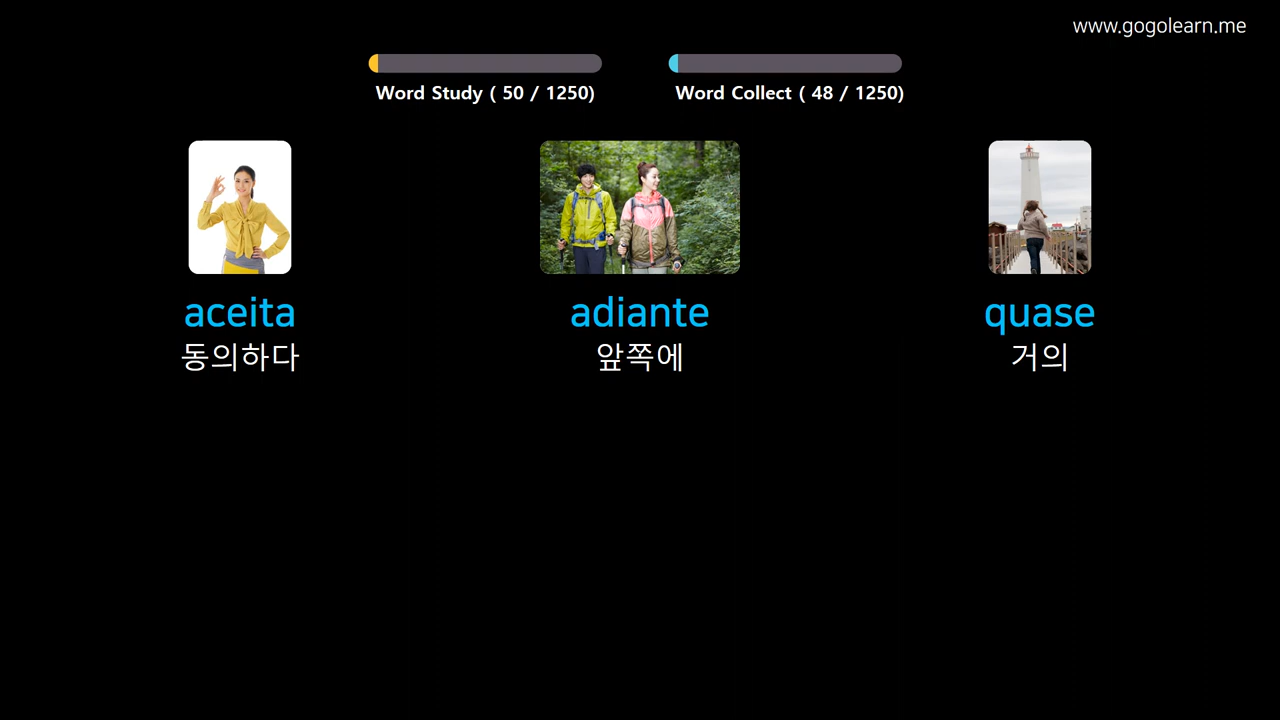 www.gogolearn.me
Word Study ( 50 / 1250)
Word Collect ( 48 / 1250)
aceita
adiante
quase
동의하다
앞쪽에
거의